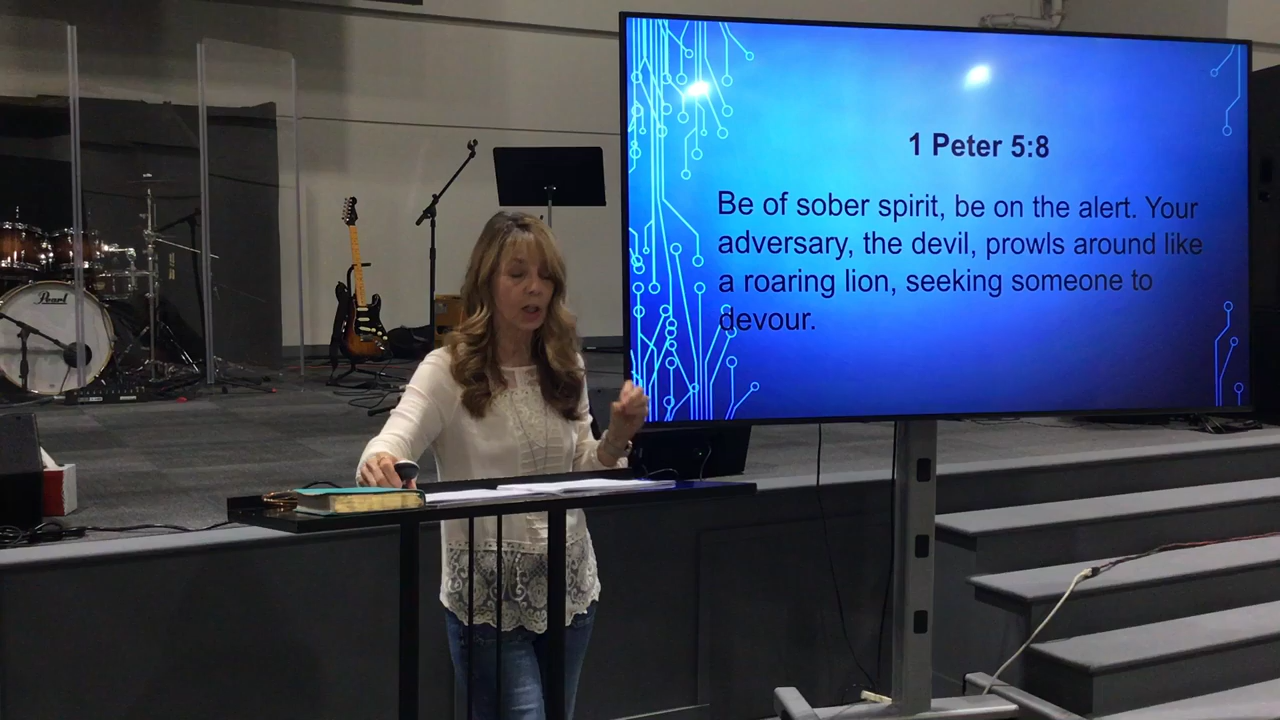 1 Peter 5:8
Be of sober spirit, be on the alert. Your
adversary, the devil, prowls around like
a roaring lion, seeking someone to
devour.
Pearl